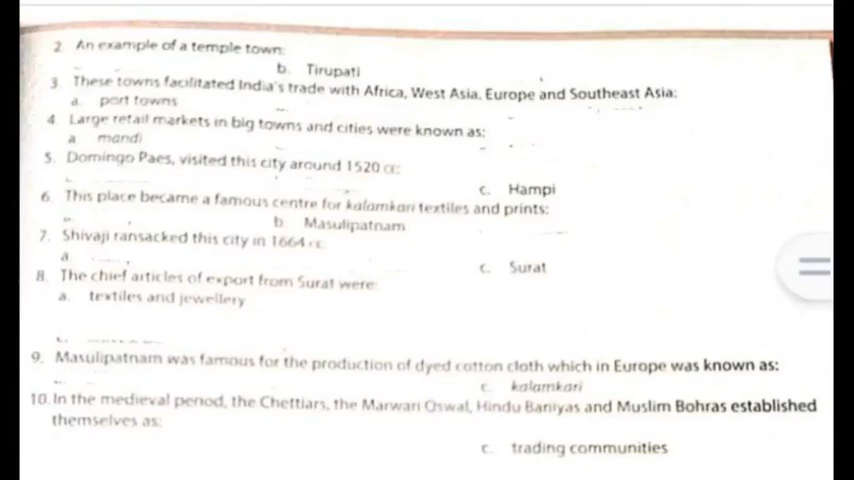 2. An example of a temple town:
b. Tirupati
3. These towns facilitated India's trade with Africa, West Asia, Europe and Southeast Asia:
a. port towns
4. Large retail markets in big towns and cities were known as:
a. mandi
5. Domingo Paes, visited this city around 1520 CE:
c. Hampi
6. This place became a famous centre for kalamkari textiles and prints:
b. Masulipatnam
7. Shivaji ransacked this city in 1664 CE:
a.
c. Surat
8. The chief articles of export from Surat were:
a. textiles and jewellery
9. Masulipatnam was famous for the production of dyed cotton cloth which in Europe was known as:
c. kalamkari
10. In the medieval period, the Chettiars, the Marwari Oswal, Hindu Baniyas and Muslim Bohras established
themselves as:
c. trading communities